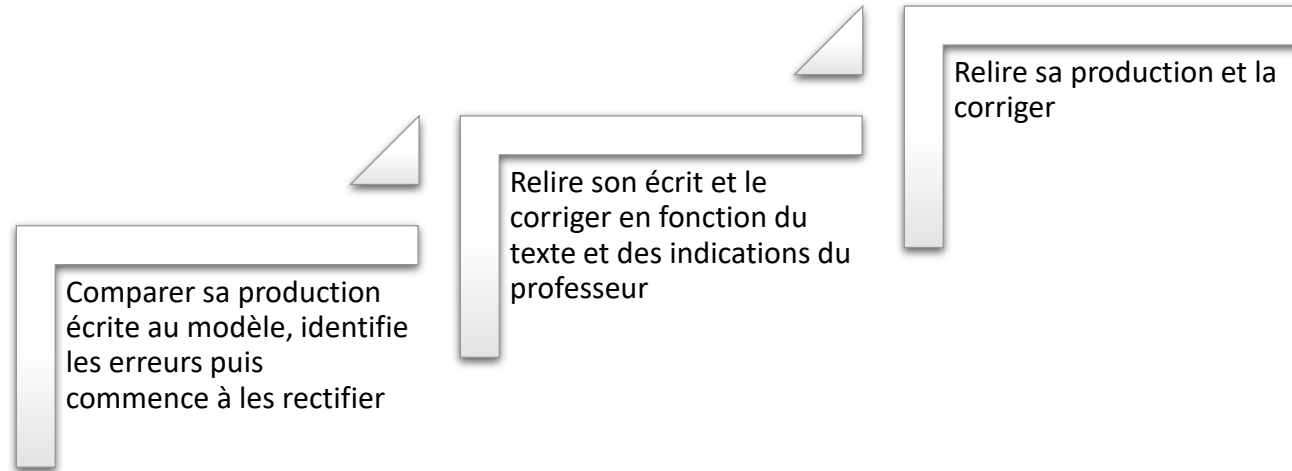 Comparer sa production
écrite au modèle, identifie
les erreurs puis
commence à les rectifier
Relire son écrit et le
corriger en fonction du
texte et des indications du
professeur
Relire sa production et la
corriger